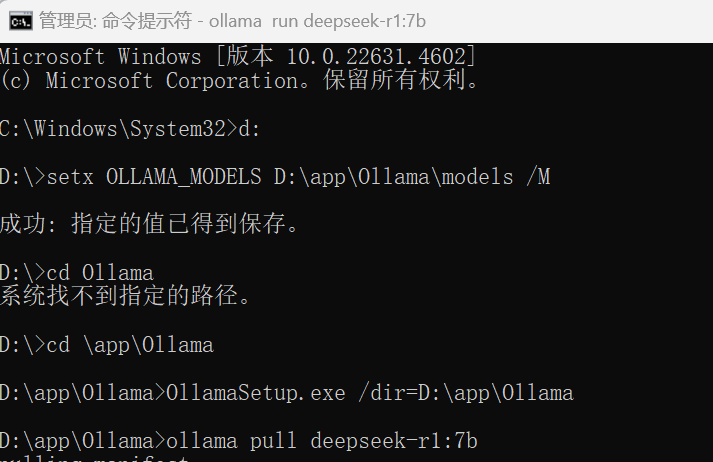 管理员: 命令提示符 - ollama  run deepseek-r1:7b
Microsoft Windows [版本 10.0.22631.4602]
(c) Microsoft Corporation。保留所有权利。
C:\Windows\System32>d:
D:\>setx OLLAMA_MODELS D:\app\Ollama\models /M
成功: 指定的值已得到保存。
D:\>cd Ollama
系统找不到指定的路径。
D:\>cd \app\Ollama
D:\app\Ollama>OllamaSetup.exe /dir=D:\app\Ollama
D:\app\Ollama>ollama pull deepseek-r1:7b
pulling manifest